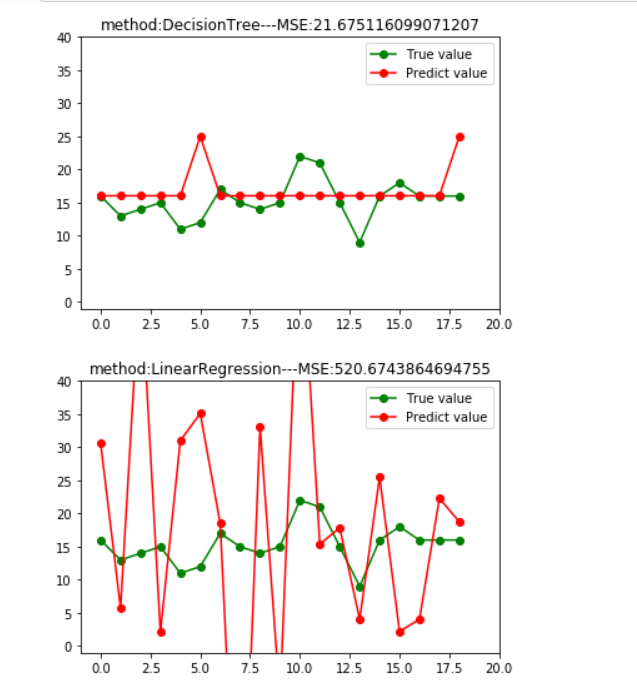 method:DecisionTree---MSE:21.675116099071207
40
35
30
25
20
15
10
5
0
True value
Predict value
0.0 2.5 5.0 7.5 10.0 12.5 15.0 17.5 20.0
method:LinearRegression---MSE:520.6743864694755
40
35
30
25
20
15
10
5
0
True value
Predict value
0.0 2.5 5.0 7.5 10.0 12.5 15.0 17.5 20.0